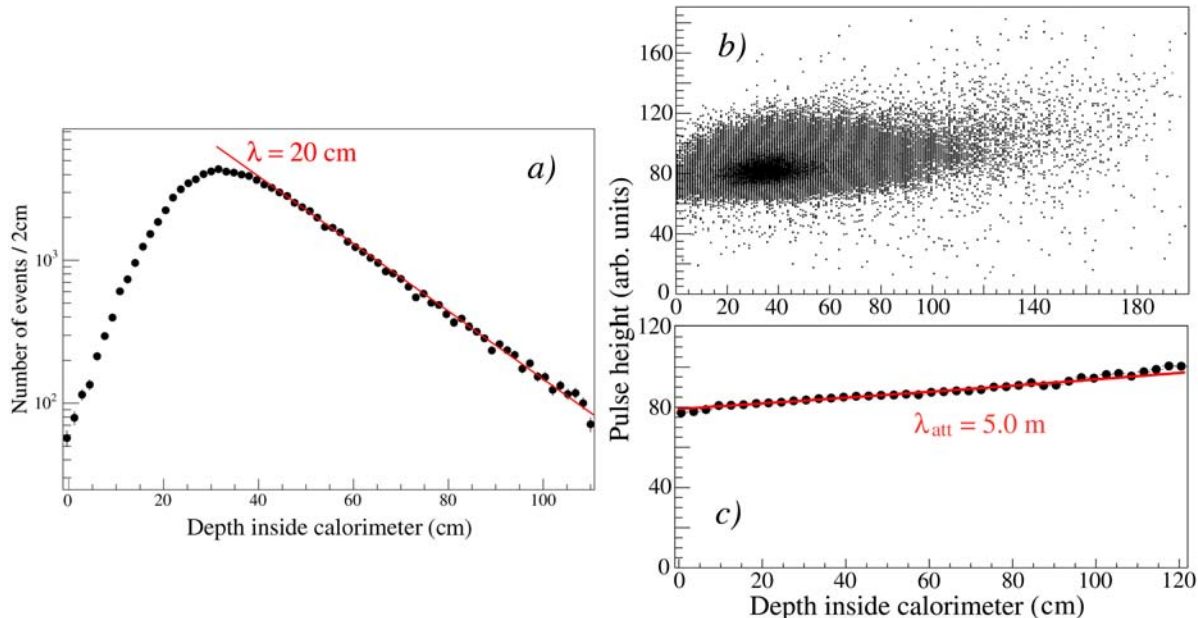 a)
λ = 20 cm
Number of events / 2cm
10³
10²
0 20 40 60 80 100
Depth inside calorimeter (cm)
b)
160
120
80
40
0
0 20 40 60 80 100 140 180
Pulse height (arb. units)
120
80
40
0
λatt = 5.0 m
c)
0 20 40 60 80 100 120
Depth inside calorimeter (cm)